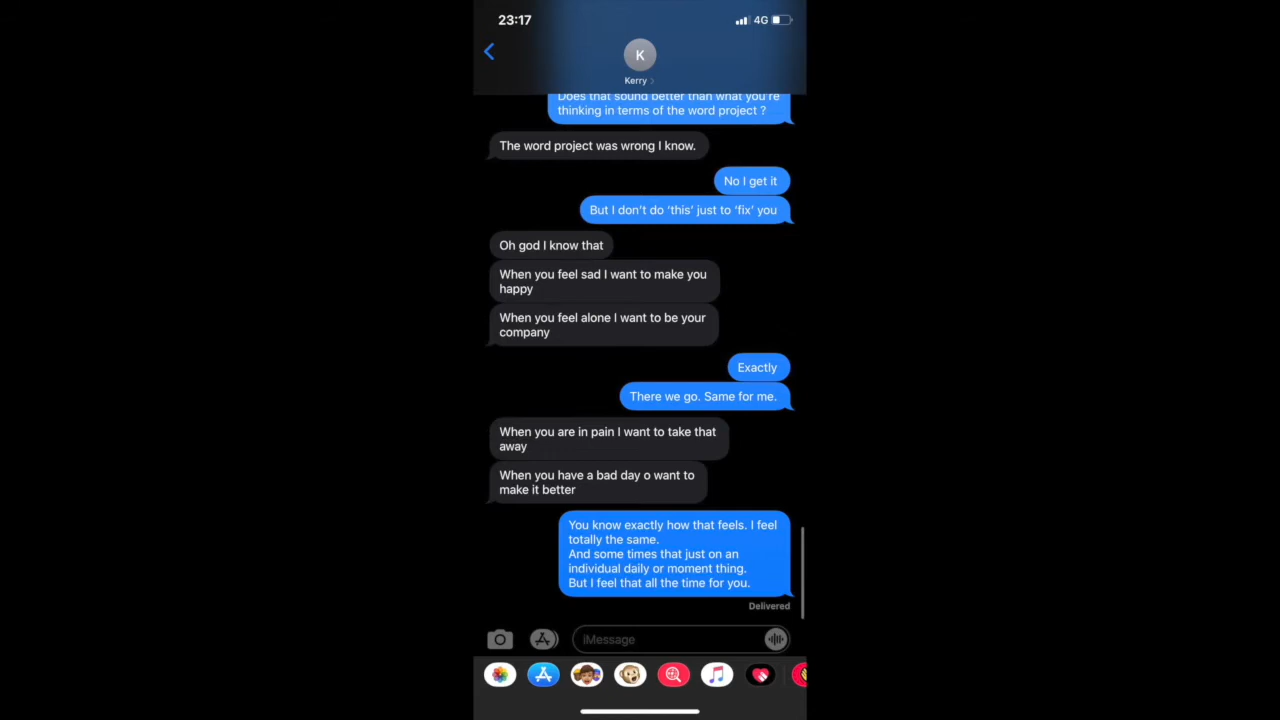 23:17
4G
K
Kerry
Does that sound better than what you're
thinking in terms of the word project ?
The word project was wrong I know.
No I get it
But I don't do ‘this’ just to ‘fix’ you
Oh god I know that
When you feel sad I want to make you
happy
When you feel alone I want to be your
company
Exactly
There we go. Same for me.
When you are in pain I want to take that
away
When you have a bad day o want to
make it better
You know exactly how that feels. I feel
totally the same.
And some times that just on an
individual daily or moment thing.
But I feel that all the time for you.
Delivered
iMessage